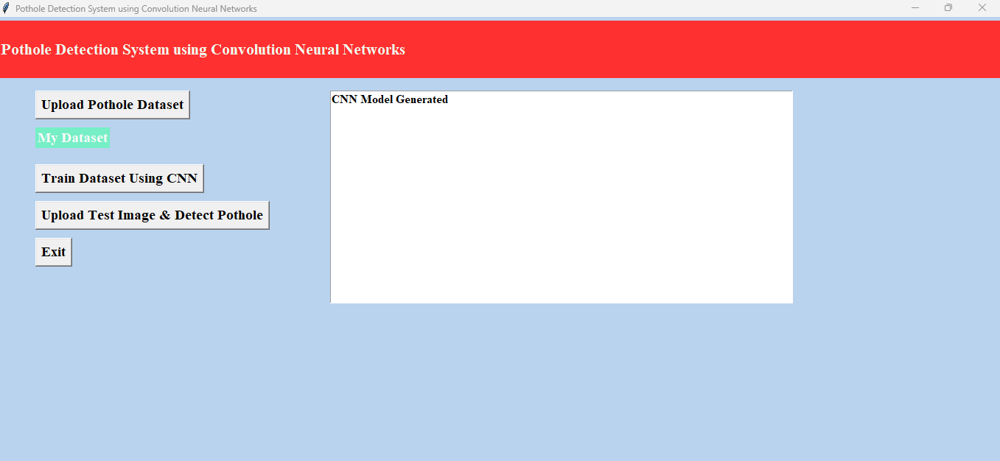 Pothole Detection System using Convolution Neural Networks
Pothole Detection System using Convolution Neural Networks
Upload Pothole Dataset
My Dataset
Train Dataset Using CNN
Upload Test Image & Detect Pothole
Exit
CNN Model Generated